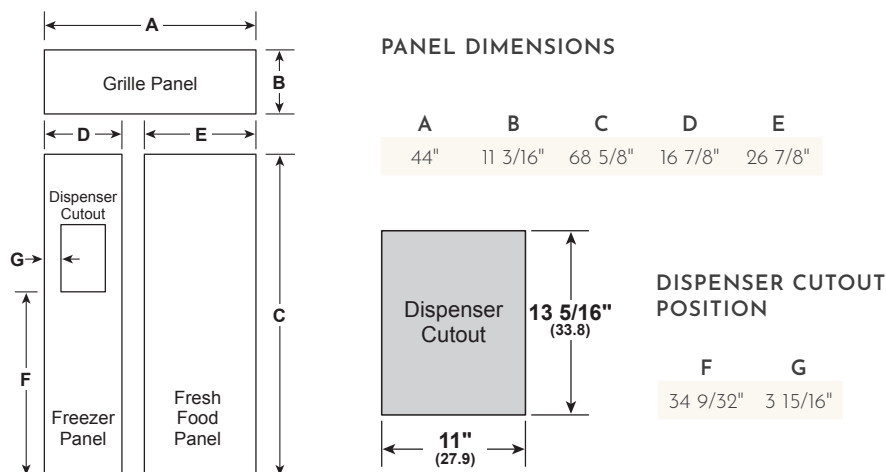 A
Grille Panel
B
D
E
Dispenser
Cutout
G
C
F
Freezer
Panel
Fresh
Food
Panel
PANEL DIMENSIONS
A B C D E
44" 11 3/16" 68 5/8" 16 7/8" 26 7/8"
Dispenser
Cutout
13 5/16"
(33.8)
11"
(27.9)
DISPENSER CUTOUT
POSITION
F G
34 9/32" 3 15/16"